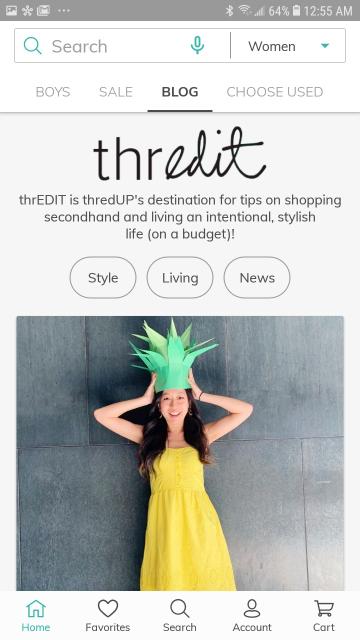 64% 12:55 AM
Search Women
BOYS SALE BLOG CHOOSE USED
thredit
thrEDIT is thredUP's destination for tips on shopping
secondhand and living an intentional, stylish
life (on a budget)!
Style Living News
Home Favorites Search Account Cart